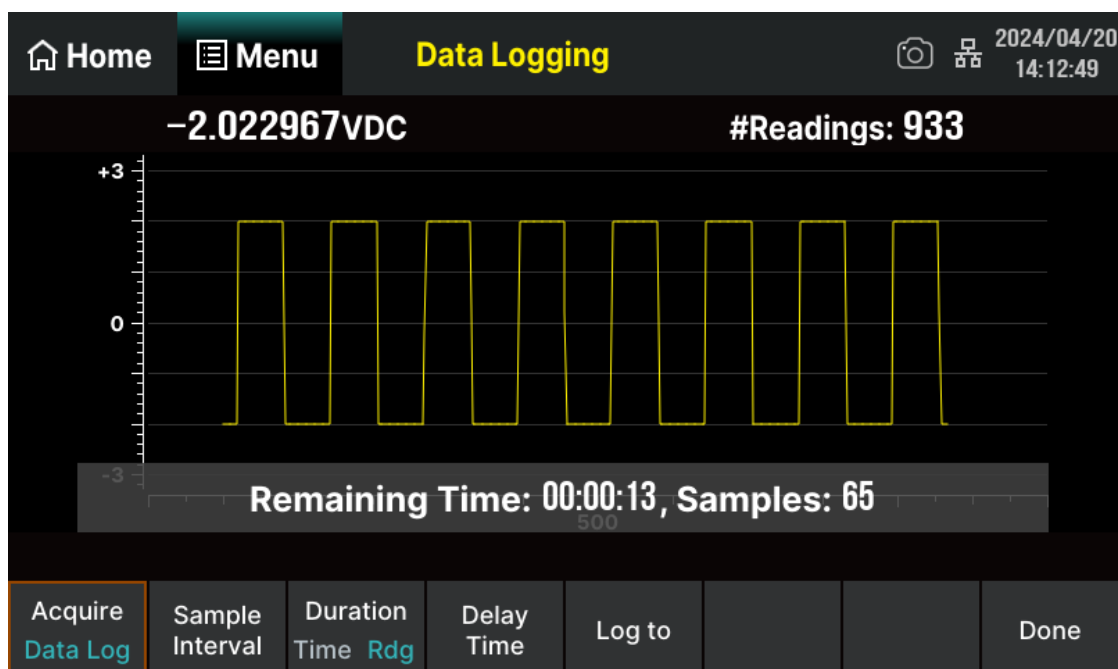 Home Menu Data Logging 2024/04/20
14:12:49
−2.022967VDC #Readings: 933
+3
0
-3
Remaining Time: 00:00:13, Samples: 65
500
Acquire
Data Log
Sample
Interval
Duration
Time Rdg
Delay
Time
Log to
Done